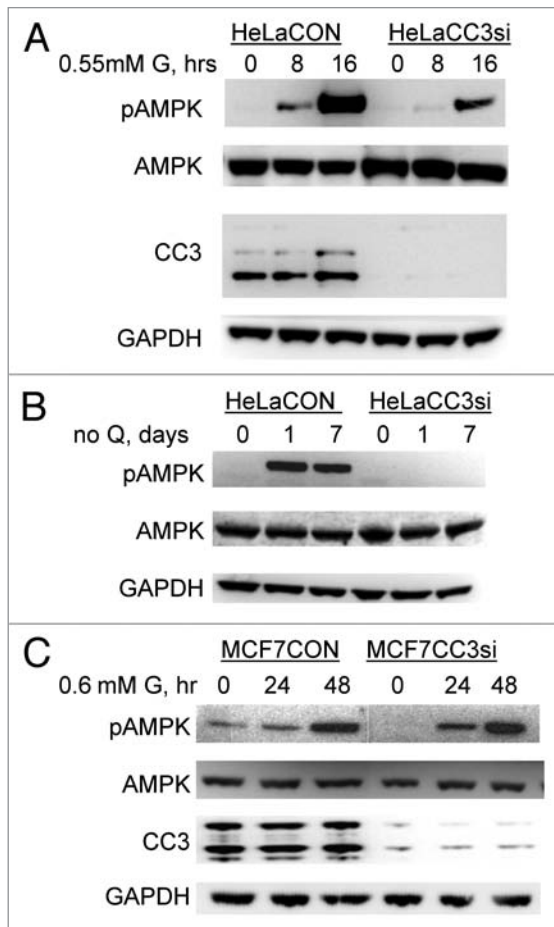 A
HeLaCON HeLaCC3si
0.55mM G, hrs 0 8 16 0 8 16
pAMPK
AMPK
CC3
GAPDH
B
HeLaCON HeLaCC3si
no Q, days 0 1 7 0 1 7
pAMPK
AMPK
GAPDH
C
MCF7CON MCF7CC3si
0.6 mM G, hr 0 24 48 0 24 48
pAMPK
AMPK
CC3
GAPDH